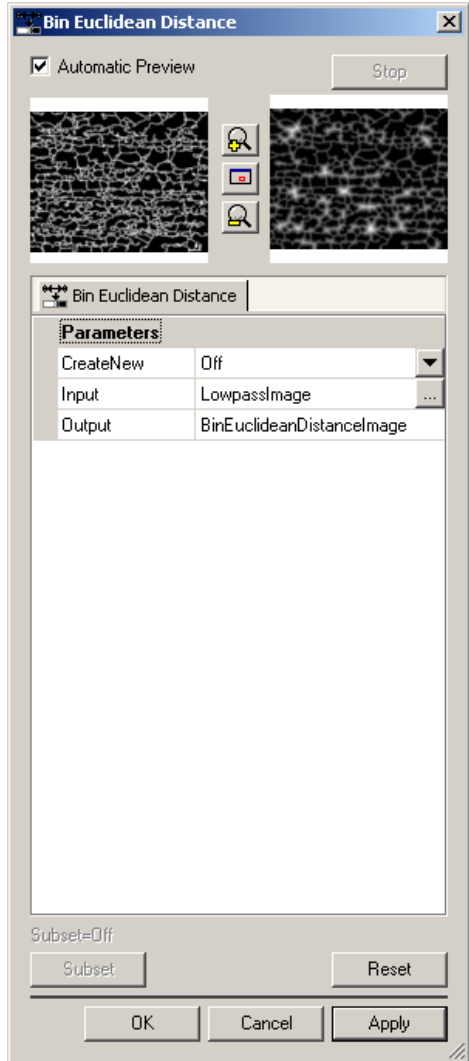 Bin Euclidean Distance
Automatic Preview
Stop
Bin Euclidean Distance
Parameters
CreateNew Off
Input LowpassImage ...
Output BinEuclideanDistanceImage
Subset=Off
Subset Reset
OK Cancel Apply